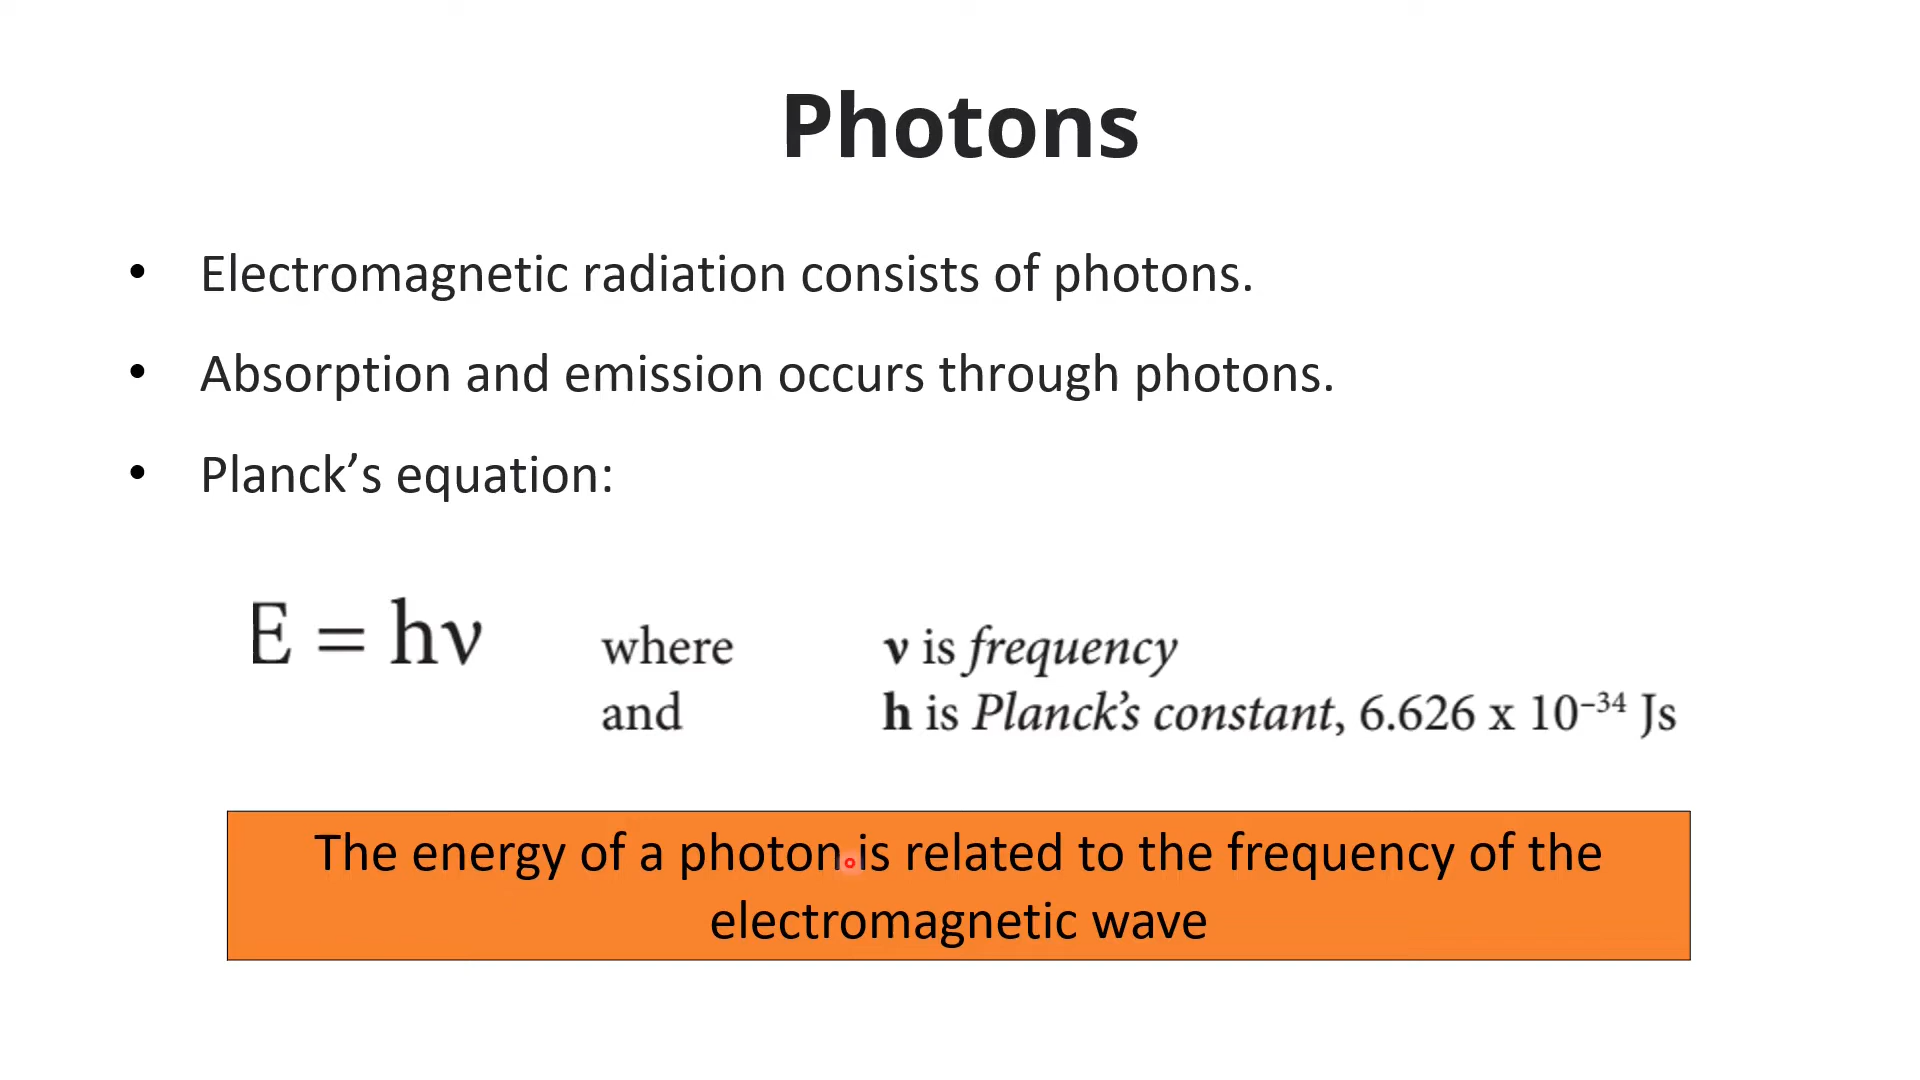 Photons
• Electromagnetic radiation consists of photons.
• Absorption and emission occurs through photons.
• Planck’s equation:
E = hν where ν is frequency
and h is Planck’s constant, 6.626 x 10⁻³⁴ Js
The energy of a photon is related to the frequency of the
electromagnetic wave